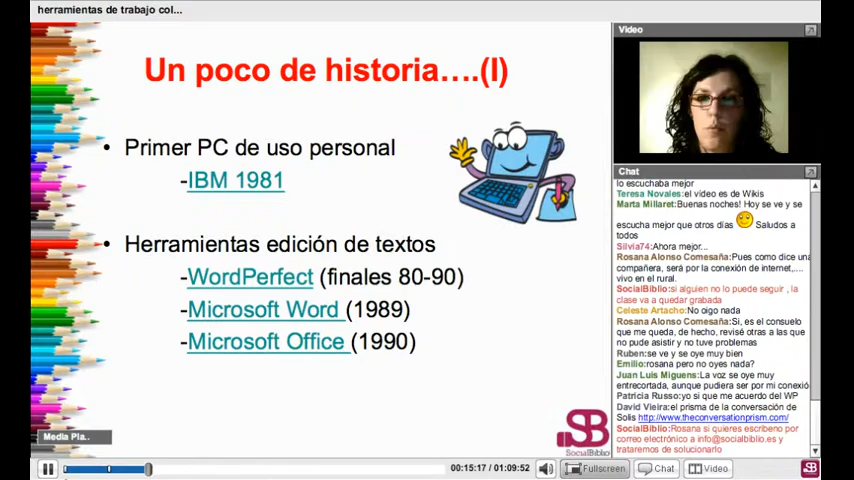 herramientas de trabajo col...
Un poco de historia….(I)
• Primer PC de uso personal
-IBM 1981
• Herramientas edición de textos
-WordPerfect (finales 80-90)
-Microsoft Word (1989)
-Microsoft Office (1990)
SB
SocialBiblio
Media Pla..
Video
Chat
lo escuchaba mejor
Teresa Novales:el vídeo es de Wikis
Marta Millaret:Buenas noches! Hoy se ve y se
escucha mejor que otros días Saludos a
todos
Silvia74:Ahora mejor...
Rosana Alonso Comesaña:Pues como dice una
compañera, será por la conexión de internet,...
vivo en el rural.
SocialBiblio:si alguien no lo puede seguir , la
clase va a quedar grabada
Celeste Artacho:No oigo nada
Rosana Alonso Comesaña:Si, es el consuelo
que me queda, de hecho, revisé otras a las que
no pude asistir y no tuve problemas
Ruben:se ve y se oye muy bien
Emilio:rosana pero no oyes nada?
Juan Luis Miguens:La voz se oye muy
entrecortada, aunque pudiera ser por mi conexió
Patricia Russo:yo si que me acuerdo del WP
David Vieira:el prisma de la conversación de
Solis http://www.theconversationprism.com/
SocialBiblio:Rosana si quieres escribeno por
correo electrónico a info@socialbiblio.es y
trataremos de solucionarlo
00:15:17 / 01:09:52
Fullscreen
Chat
Video
SB